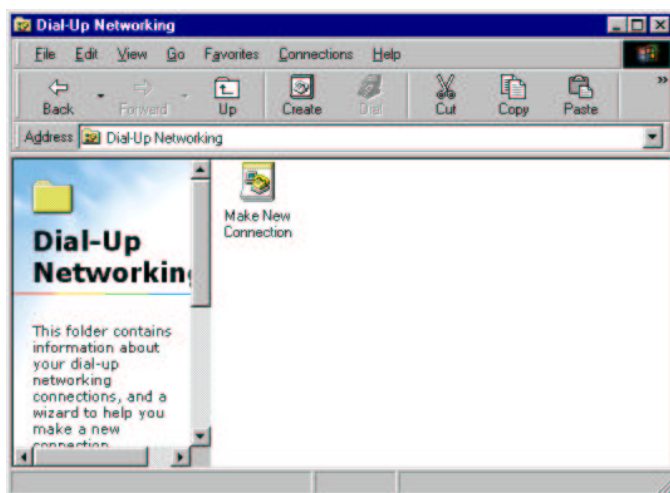 Dial-Up Networking
File Edit View Go Favorites Connections Help
Back Forward Up Create Dial Cut Copy Paste »
Address Dial-Up Networking
Make New
Connection
Dial-Up
Networkin
This folder contains
information about
your dial-up
networking
connections, and a
wizard to help you
make a new
connection